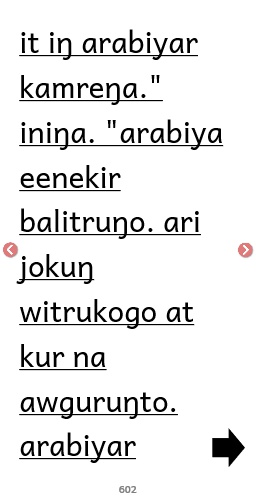 it iŋ arabiyar
kamreŋa."
iniŋa. "arabiya
eenekir
balitruŋo. ari
jokuŋ
witrukogo at
kur na
awguruŋto.
arabiyar
602